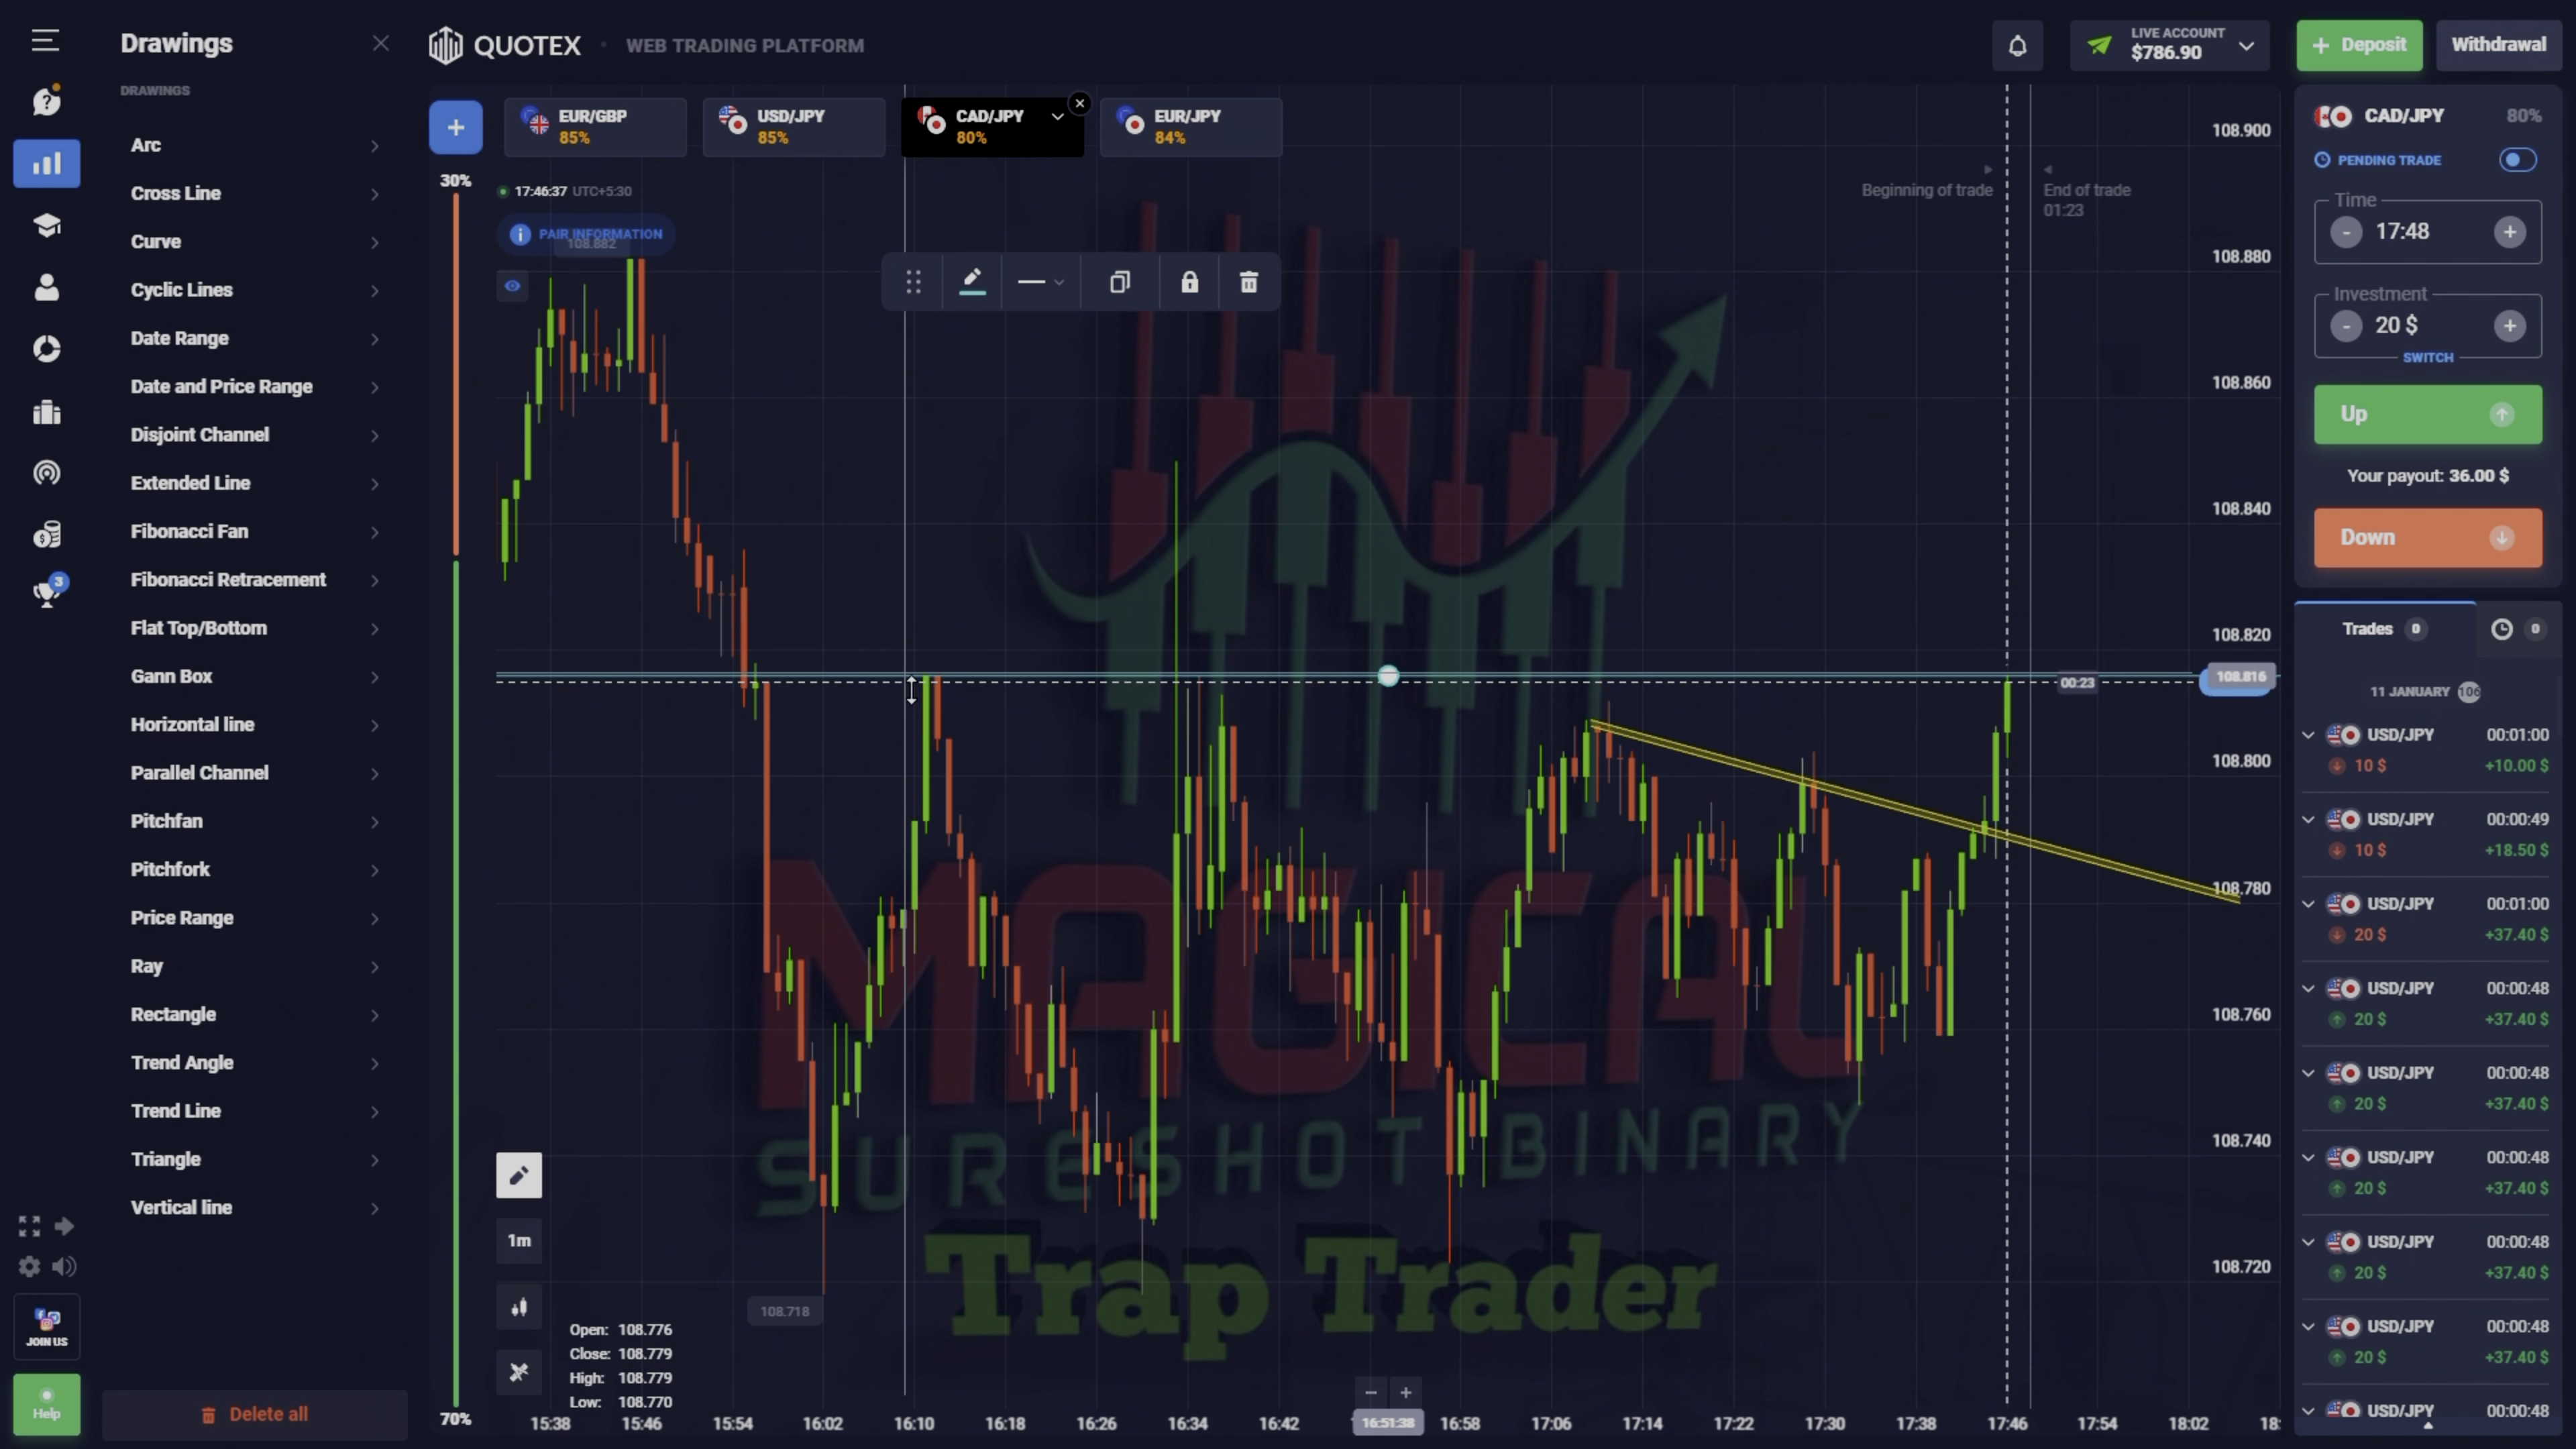 Drawings
DRAWINGS
Arc
Cross Line
Curve
Cyclic Lines
Date Range
Date and Price Range
Disjoint Channel
Extended Line
Fibonacci Fan
Fibonacci Retracement
Flat Top/Bottom
Gann Box
Horizontal line
Parallel Channel
Pitchfan
Pitchfork
Price Range
Ray
Rectangle
Trend Angle
Trend Line
Triangle
Vertical line
Delete all
3
JOIN US
Help
QUOTEX
WEB TRADING PLATFORM
LIVE ACCOUNT
$786.90
+ Deposit
Withdrawal
EUR/GBP
85%
USD/JPY
85%
CAD/JPY
80%
EUR/JPY
84%
30%
70%
17:46:37 UTC+5:30
PAIR INFORMATION
108.882
Beginning of trade
End of trade
01:23
108.900
108.880
108.860
108.840
108.820
108.816
00:23
108.800
108.780
108.760
108.740
108.720
108.718
MAGICAL
SURESHOT BINARY
Trap Trader
1m
Open: 108.776
Close: 108.779
High: 108.779
Low: 108.770
15:38
15:46
15:54
16:02
16:10
16:18
16:26
16:34
16:42
16:51:38
16:58
17:06
17:14
17:22
17:30
17:38
17:46
17:54
18:02
18:
CAD/JPY
80%
PENDING TRADE
Time
- 17:48 +
Investment
- 20 $ +
SWITCH
Up
Your payout: 36.00 $
Down
Trades 0
0
11 JANUARY 106
USD/JPY 00:01:00
10 $ +10.00 $
USD/JPY 00:00:49
10 $ +18.50 $
USD/JPY 00:01:00
20 $ +37.40 $
USD/JPY 00:00:48
20 $ +37.40 $
USD/JPY 00:00:48
20 $ +37.40 $
USD/JPY 00:00:48
20 $ +37.40 $
USD/JPY 00:00:48
20 $ +37.40 $
USD/JPY 00:00:48
20 $ +37.40 $
USD/JPY 00:00:48